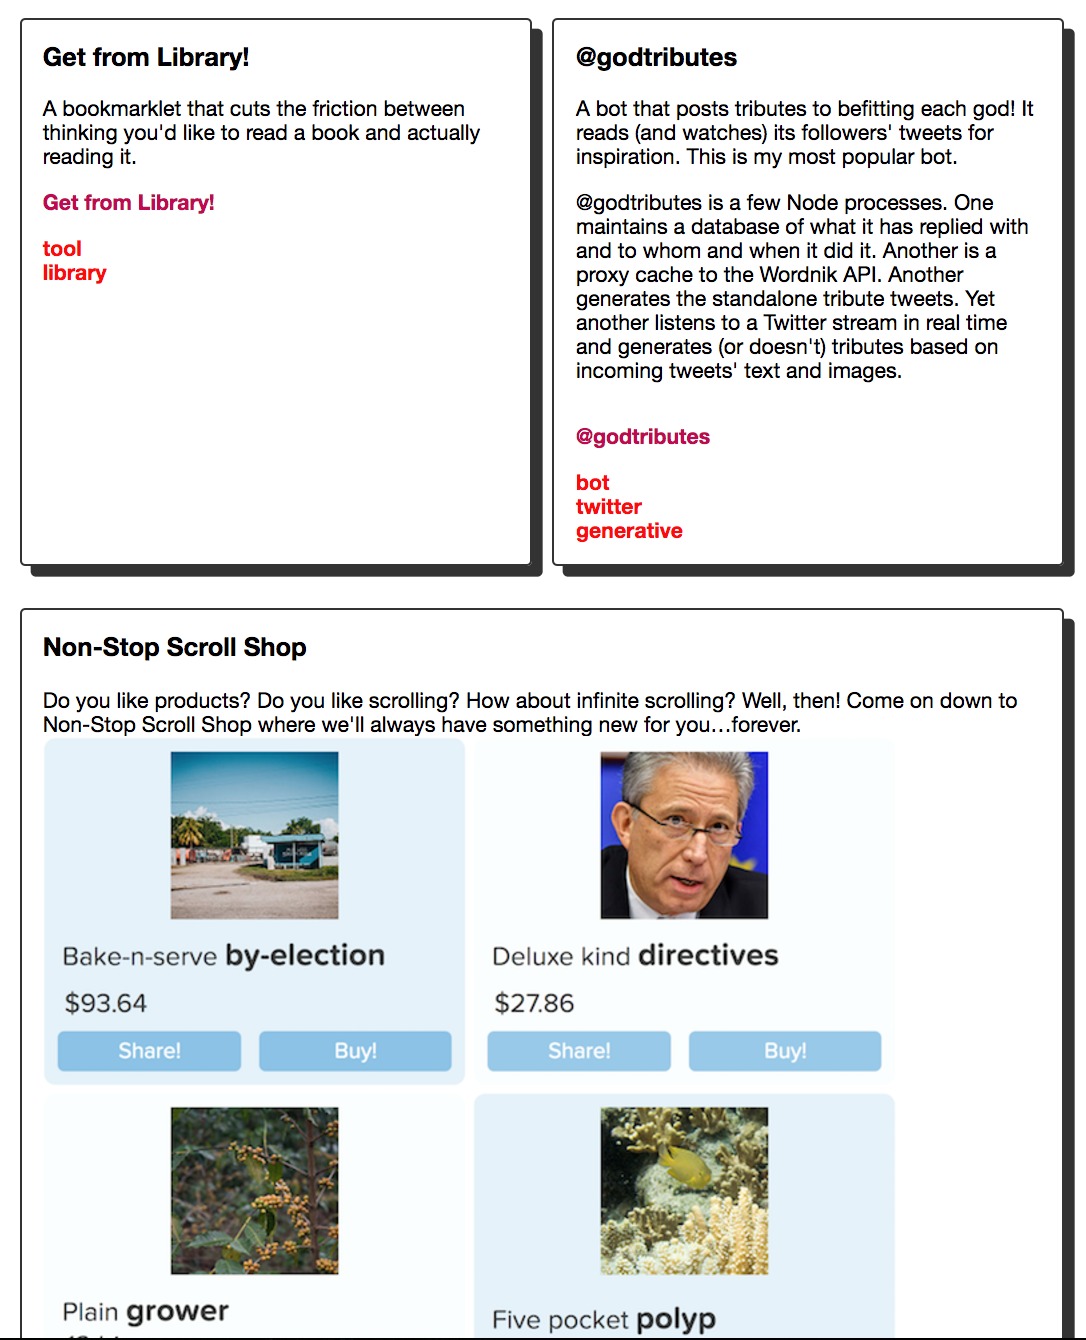 Get from Library!
A bookmarklet that cuts the friction between
thinking you'd like to read a book and actually
reading it.
Get from Library!
tool
library
@godtributes
A bot that posts tributes to befitting each god! It
reads (and watches) its followers' tweets for
inspiration. This is my most popular bot.
@godtributes is a few Node processes. One
maintains a database of what it has replied with
and to whom and when it did it. Another is a
proxy cache to the Wordnik API. Another
generates the standalone tribute tweets. Yet
another listens to a Twitter stream in real time
and generates (or doesn't) tributes based on
incoming tweets' text and images.
@godtributes
bot
twitter
generative
Non-Stop Scroll Shop
Do you like products? Do you like scrolling? How about infinite scrolling? Well, then! Come on down to
Non-Stop Scroll Shop where we'll always have something new for you…forever.
Bake-n-serve by-election
$93.64
Share! Buy!
Deluxe kind directives
$27.86
Share! Buy!
Plain grower
Five pocket polyp